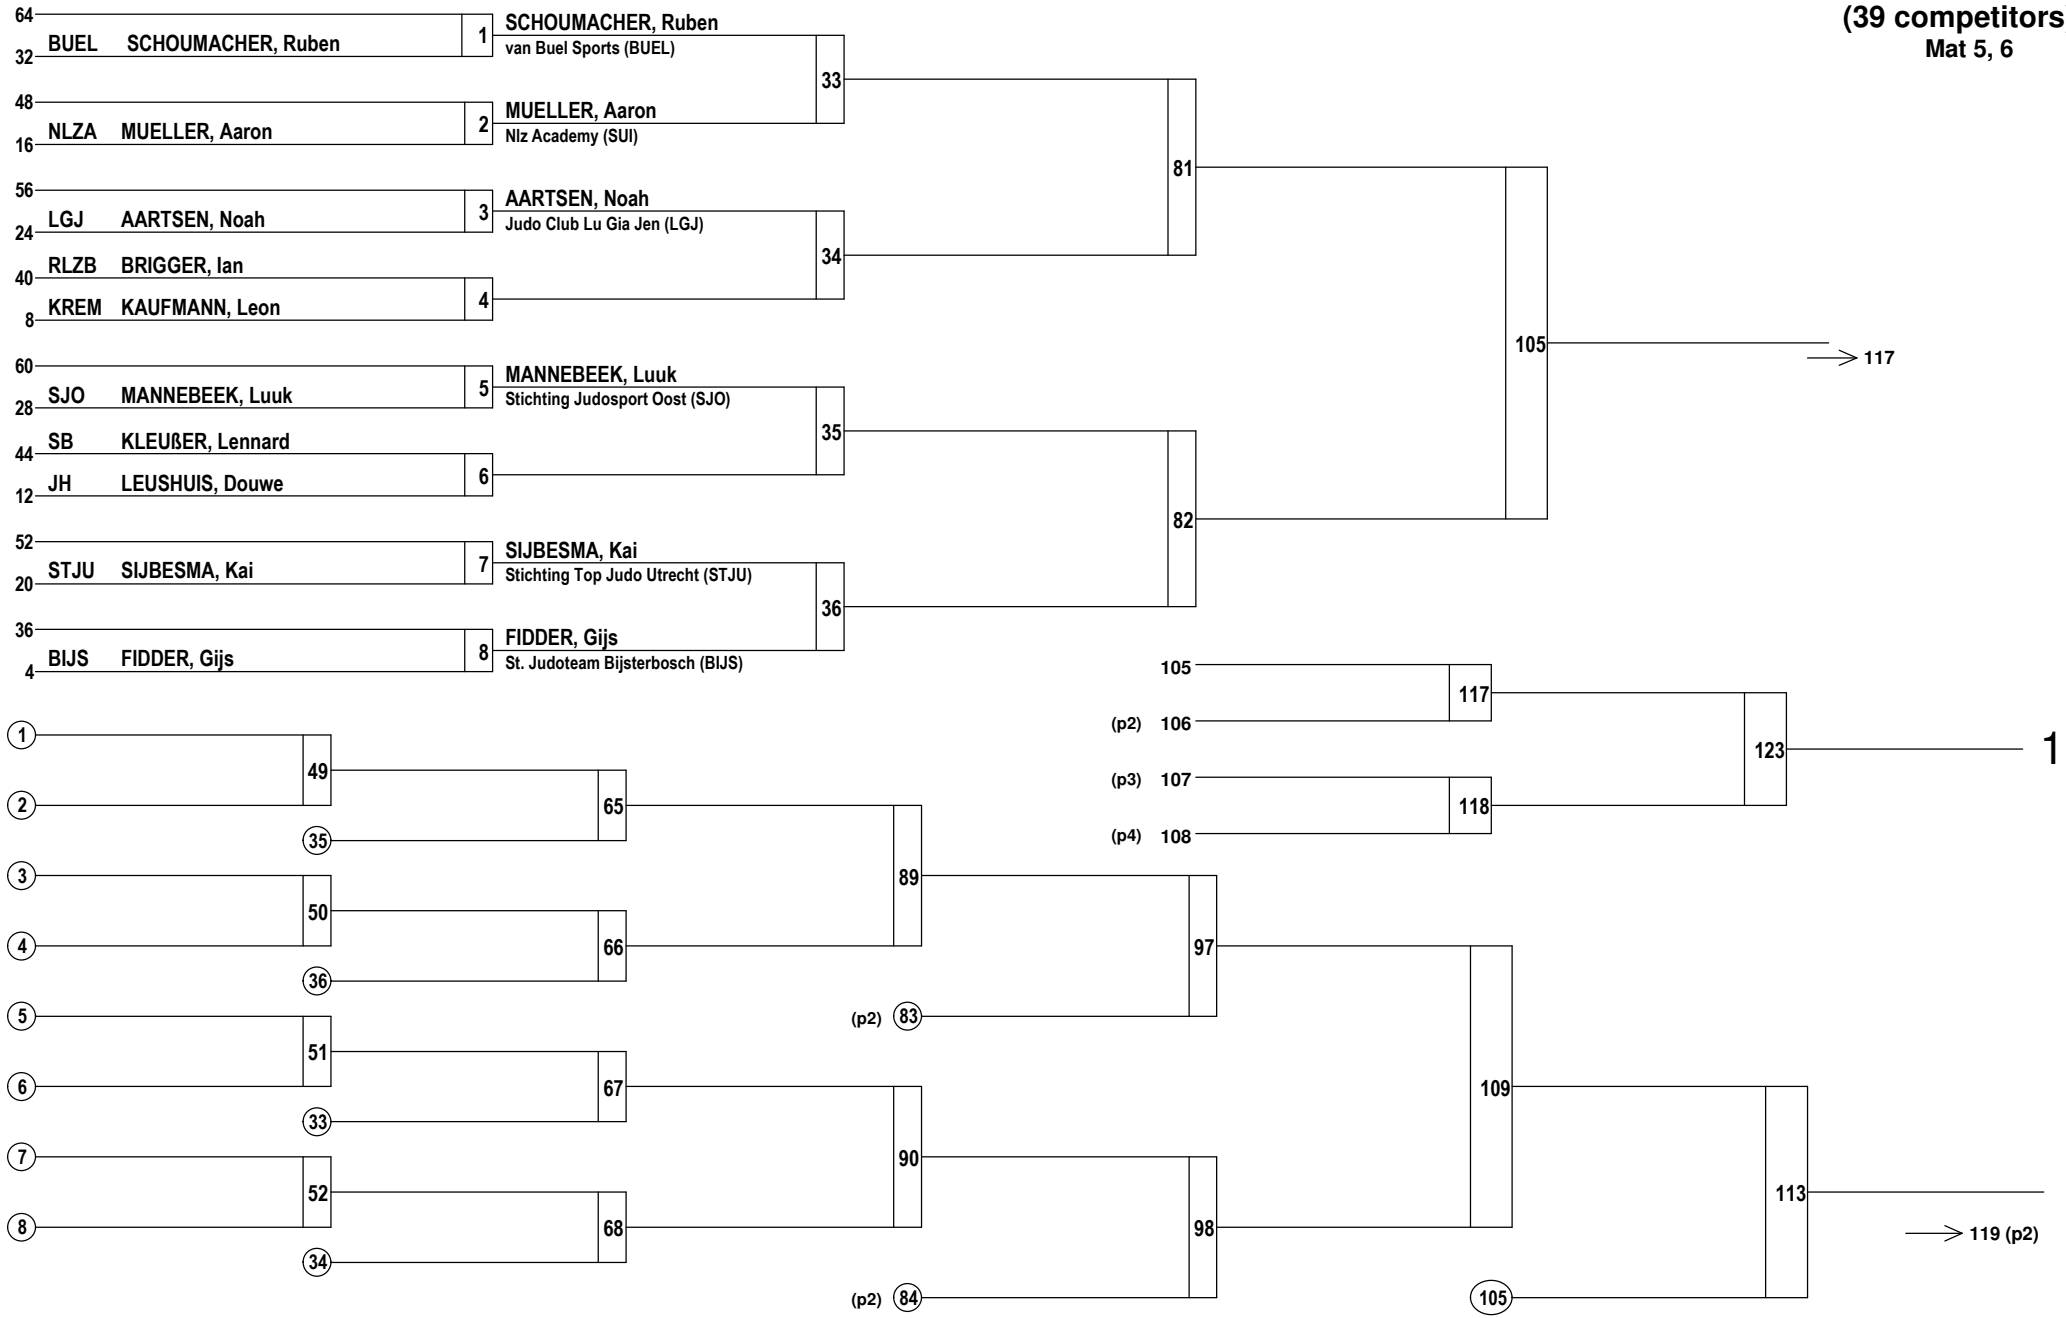 (39 competitors)
Mat 5, 6
64
BUEL SCHOUMACHER, Ruben
32
1
SCHOUMACHER, Ruben
van Buel Sports (BUEL)
48
NLZA MUELLER, Aaron
16
2
MUELLER, Aaron
Nlz Academy (SUI)
33
56
LGJ AARTSEN, Noah
24
3
AARTSEN, Noah
Judo Club Lu Gia Jen (LGJ)
RLZB BRIGGER, Ian
40
KREM KAUFMANN, Leon
8
4
34
81
60
SJO MANNEBEEK, Luuk
28
5
MANNEBEEK, Luuk
Stichting Judosport Oost (SJO)
SB KLEUßER, Lennard
44
JH LEUSHUIS, Douwe
12
6
35
52
STJU SIJBESMA, Kai
20
7
SIJBESMA, Kai
Stichting Top Judo Utrecht (STJU)
36
BIJS FIDDER, Gijs
4
8
FIDDER, Gijs
St. Judoteam Bijsterbosch (BIJS)
36
82
105
117
105
(p2) 106
117
(p3) 107
(p4) 108
118
123
1
1
2
49
35
65
3
4
50
36
66
89
(p2) 83
97
5
6
51
33
67
7
8
52
34
68
90
(p2) 84
98
109
105
113
119 (p2)